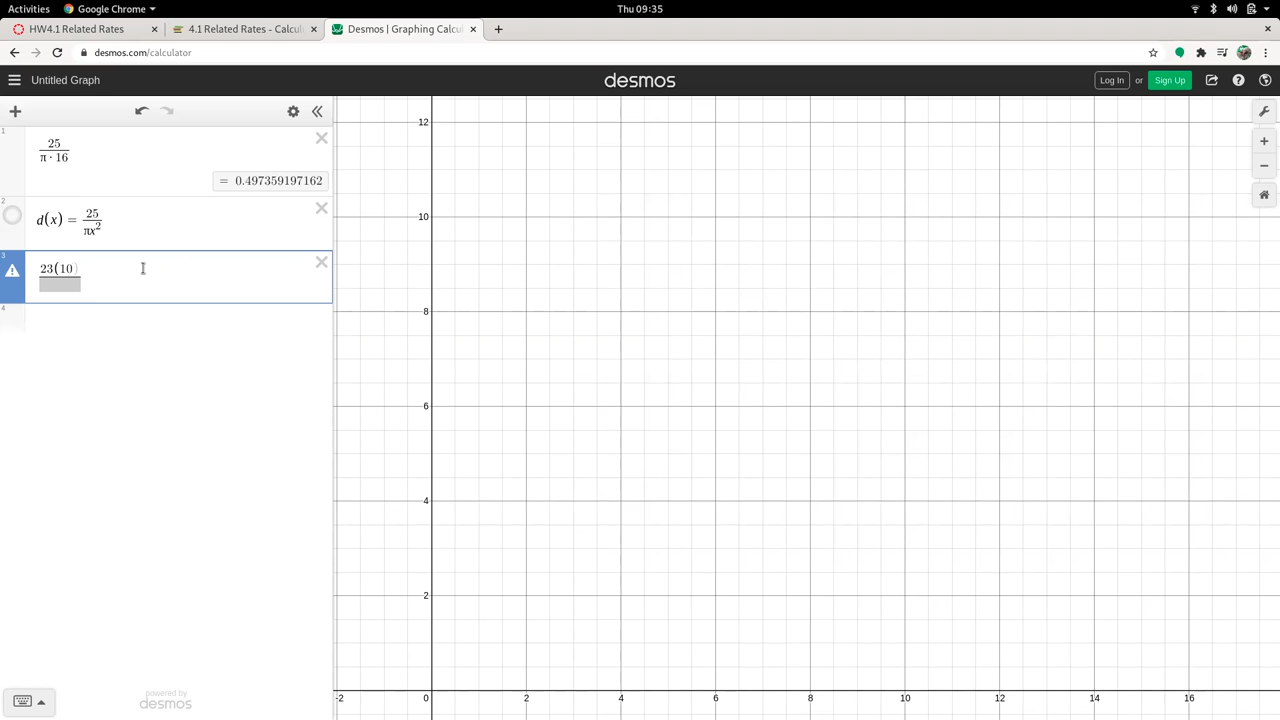 Activities Google Chrome Thu 09:35
HW4.1 Related Rates 4.1 Related Rates - Calcul Desmos | Graphing Calcul
desmos.com/calculator
Untitled Graph desmos Log In or Sign Up
1
25
π · 16
= 0.497359197162
2
d(x) = 25
πx²
3
23(10)
4
12
10
8
6
4
2
-2 0 2 4 6 8 10 12 14 16
powered by
desmos